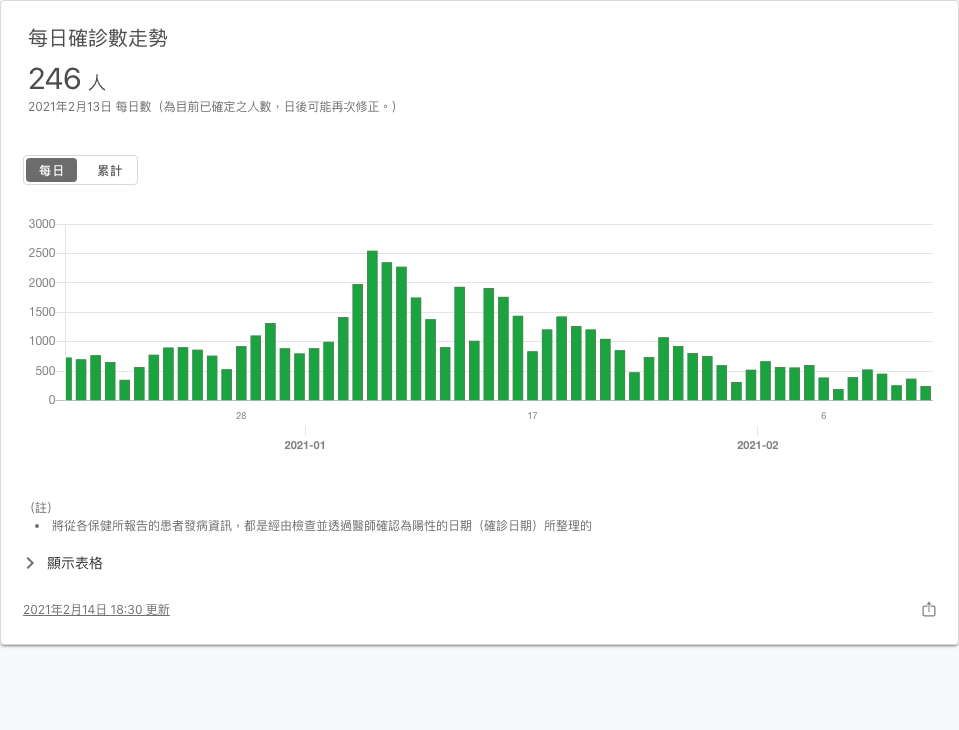 每日確診數走勢
246 人
2021年2月13日 每日數（為目前已確定之人數，日後可能再次修正。）
每日 累計
3000
2500
2000
1500
1000
500
0
28 17 6
2021-01 2021-02
（註）
• 將從各保健所報告的患者發病資訊，都是經由檢查並透過醫師確認為陽性的日期（確診日期）所整理的
顯示表格
2021年2月14日 18:30 更新